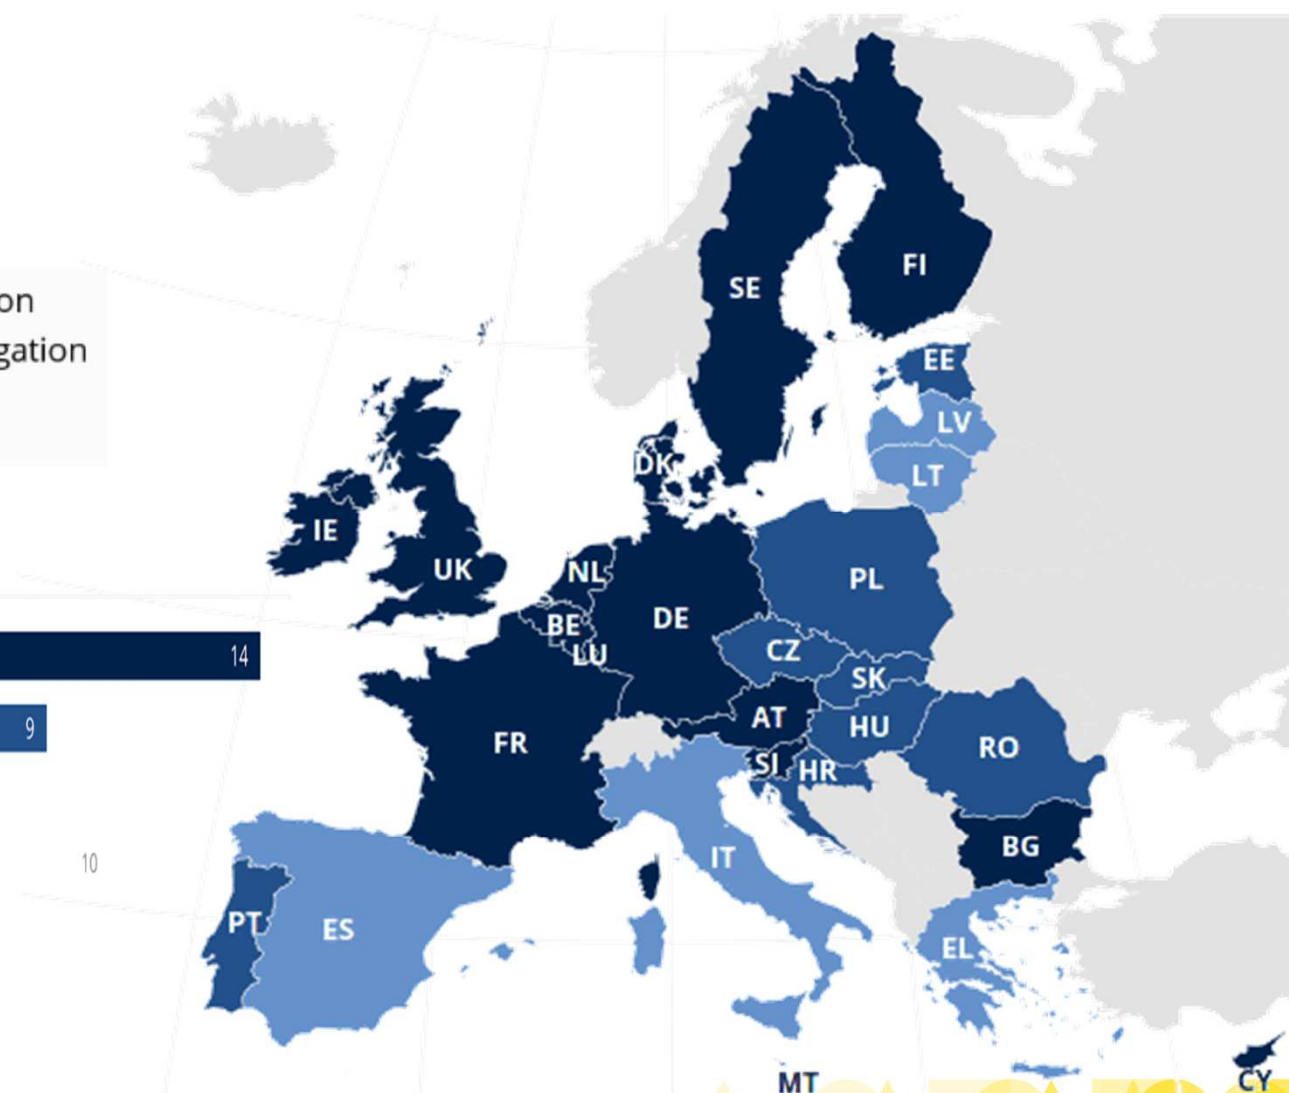 on
gation
14
9
10
FI
SE
EE
LV
LT
DK
IE
UK
NL
PL
BE
DE
LU
CZ
SK
AT
HU
FR
SI
HR
RO
IT
BG
PT
ES
EL
MT
CY